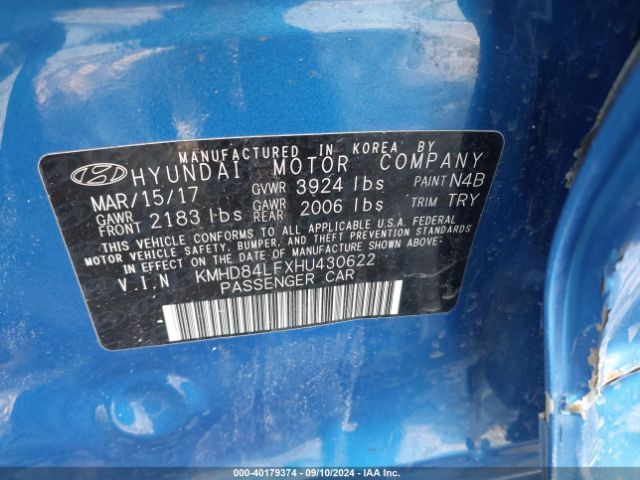 MANUFACTURED IN KOREA BY
HYUNDAI MOTOR COMPANY
MAR/15/17 GVWR 3924 lbs PAINT N4B
GAWR FRONT 2183 lbs GAWR REAR 2006 lbs TRIM TRY
THIS VEHICLE CONFORMS TO ALL APPLICABLE U.S.A. FEDERAL
MOTOR VEHICLE SAFETY, BUMPER, AND THEFT PREVENTION STANDARDS
IN EFFECT ON THE DATE OF MANUFACTURE SHOWN ABOVE.
V.I.N KMHD84LFXHU430622
PASSENGER CAR
000-40179374 - 09/10/2024 - IAA Inc.